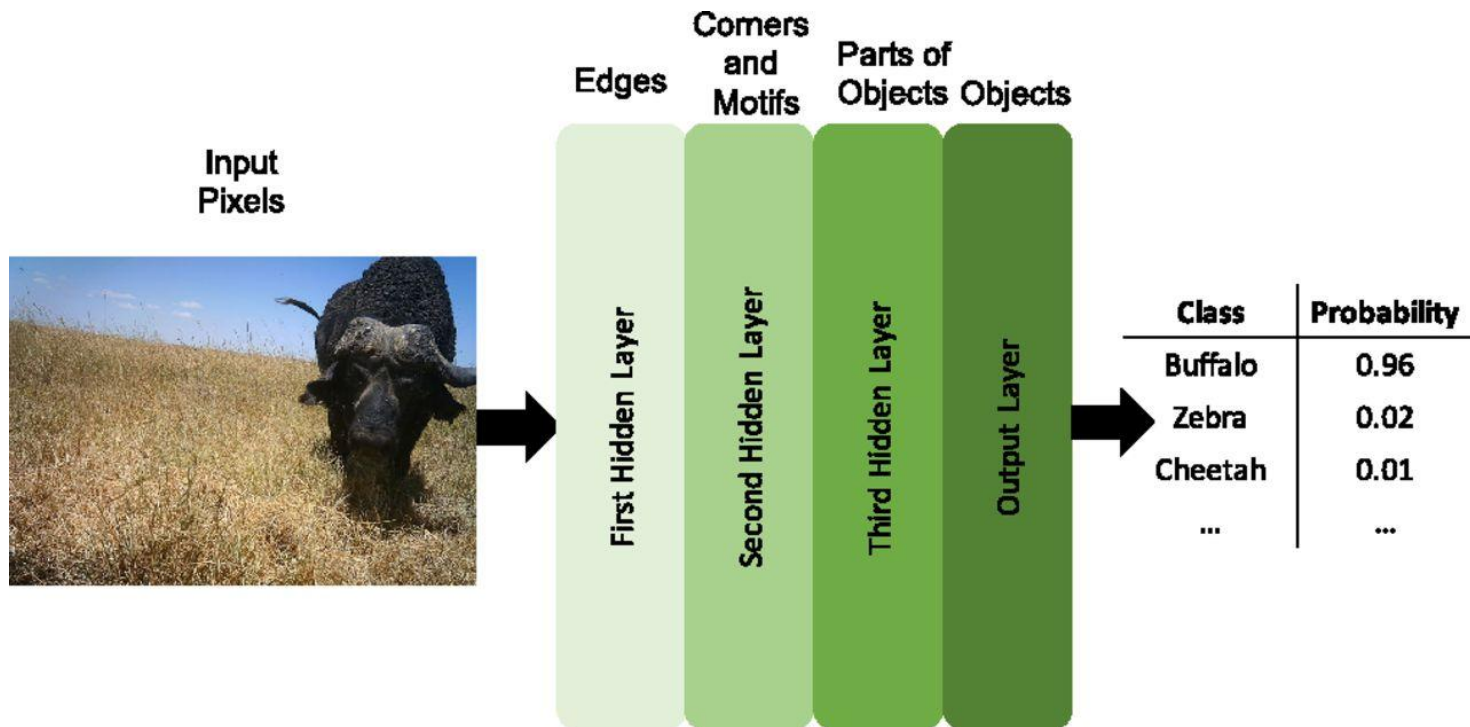 Input
Pixels
Edges
Corners
and
Motifs
Parts of
Objects
Objects
First Hidden Layer
Second Hidden Layer
Third Hidden Layer
Output Layer
Class Probability
Buffalo 0.96
Zebra 0.02
Cheetah 0.01
... ...